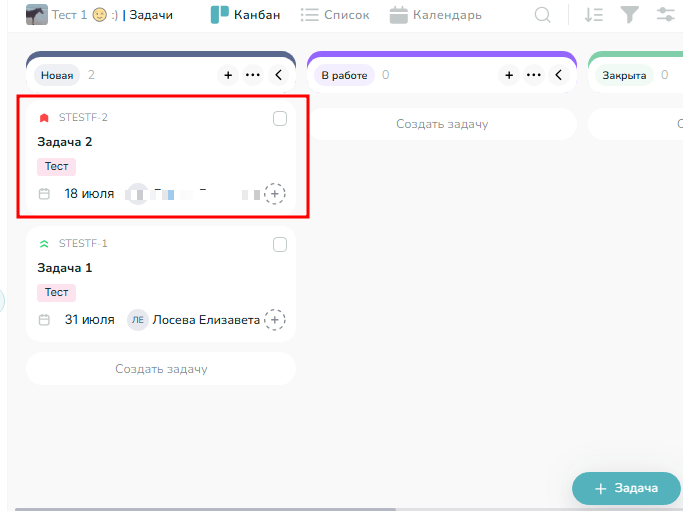 Тест 1 :) | Задачи Канбан Список Календарь
Новая 2 В работе 0 Закрыта 0
STESTF-2
Задача 2
Тест
18 июля
Создать задачу
STESTF-1
Задача 1
Тест
31 июля ЛЕ Лосева Елизавета
Создать задачу
+ Задача